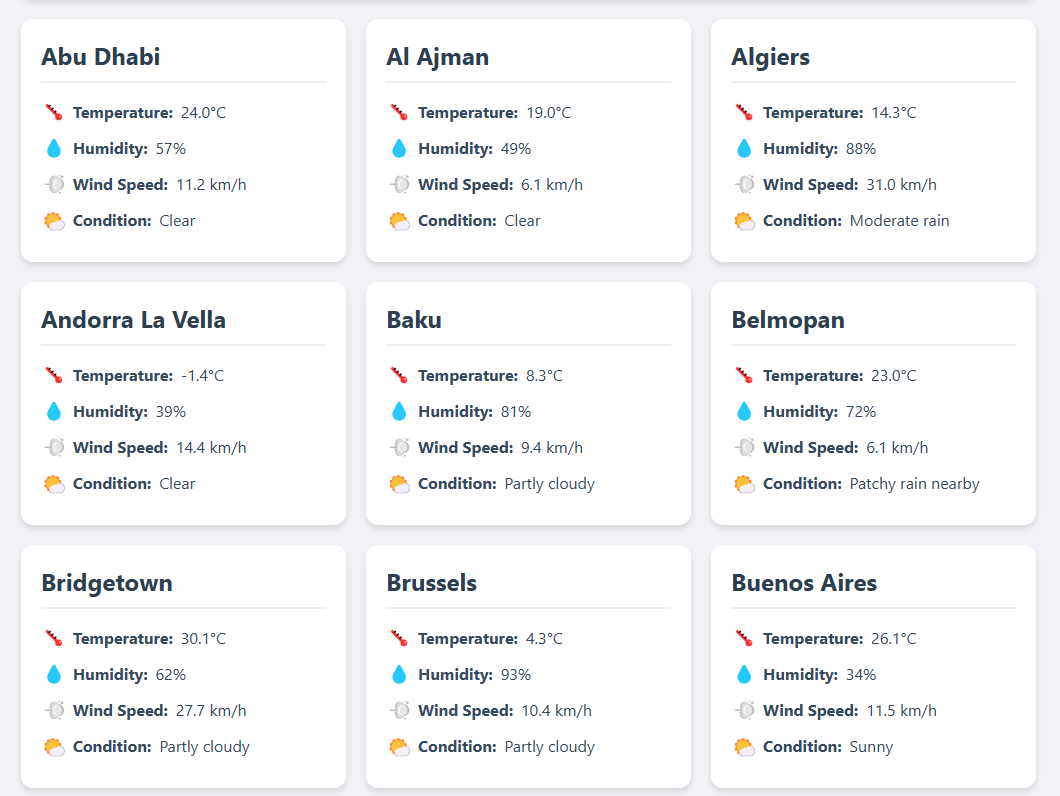 Abu Dhabi
Temperature: 24.0°C
Humidity: 57%
Wind Speed: 11.2 km/h
Condition: Clear
Al Ajman
Temperature: 19.0°C
Humidity: 49%
Wind Speed: 6.1 km/h
Condition: Clear
Algiers
Temperature: 14.3°C
Humidity: 88%
Wind Speed: 31.0 km/h
Condition: Moderate rain
Andorra La Vella
Temperature: -1.4°C
Humidity: 39%
Wind Speed: 14.4 km/h
Condition: Clear
Baku
Temperature: 8.3°C
Humidity: 81%
Wind Speed: 9.4 km/h
Condition: Partly cloudy
Belmopan
Temperature: 23.0°C
Humidity: 72%
Wind Speed: 6.1 km/h
Condition: Patchy rain nearby
Bridgetown
Temperature: 30.1°C
Humidity: 62%
Wind Speed: 27.7 km/h
Condition: Partly cloudy
Brussels
Temperature: 4.3°C
Humidity: 93%
Wind Speed: 10.4 km/h
Condition: Partly cloudy
Buenos Aires
Temperature: 26.1°C
Humidity: 34%
Wind Speed: 11.5 km/h
Condition: Sunny